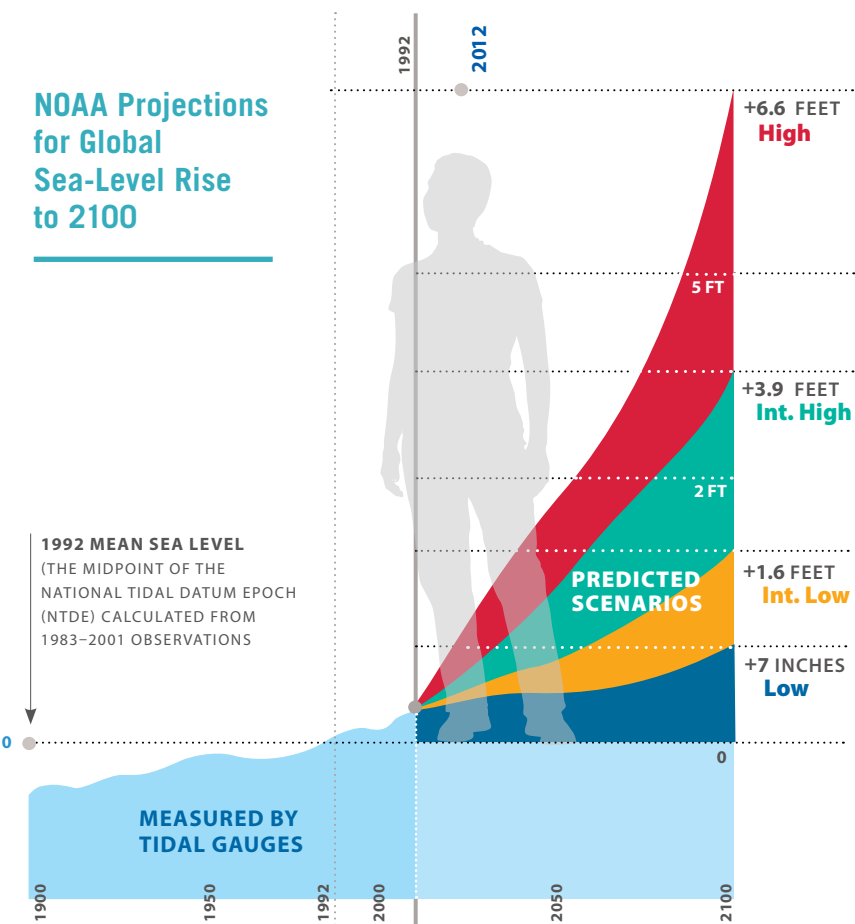 NOAA Projections
for Global
Sea-Level Rise
to 2100
1992
2012
+6.6 FEET
High
5 FT
+3.9 FEET
Int. High
2 FT
1992 MEAN SEA LEVEL
(THE MIDPOINT OF THE
NATIONAL TIDAL DATUM EPOCH
(NTDE) CALCULATED FROM
1983–2001 OBSERVATIONS
PREDICTED
SCENARIOS
+1.6 FEET
Int. Low
+7 INCHES
Low
0
0
MEASURED BY
TIDAL GAUGES
1900
1950
1992
2000
2050
2100